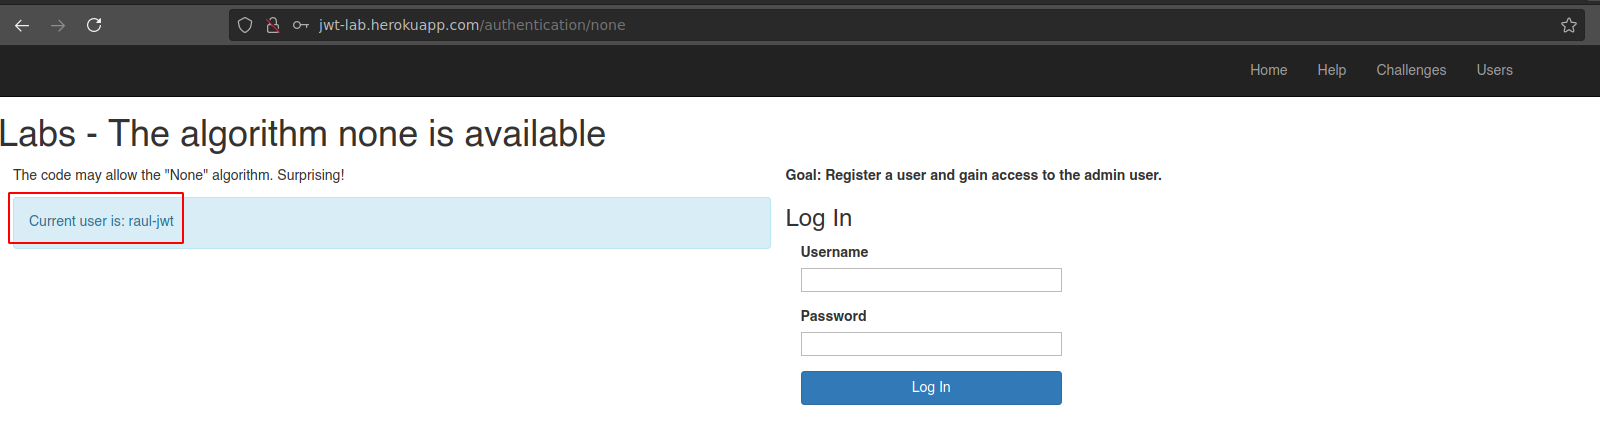 jwt-lab.herokuapp.com/authentication/none
Home Help Challenges Users
Labs - The algorithm none is available
The code may allow the "None" algorithm. Surprising!
Current user is: raul-jwt
Goal: Register a user and gain access to the admin user.
Log In
Username
Password
Log In